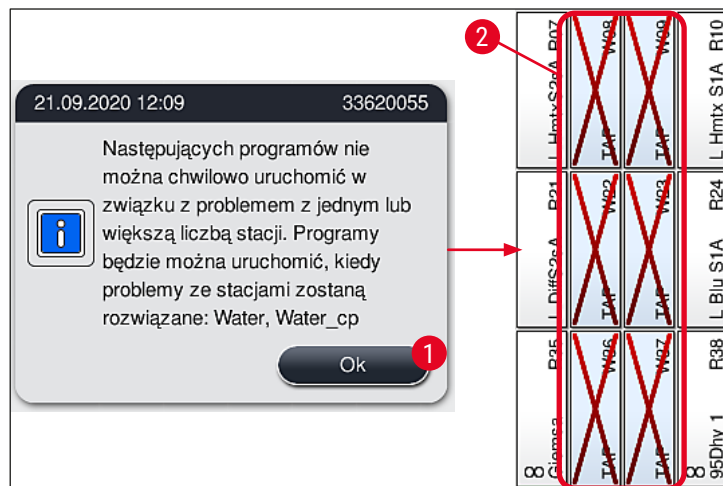 21.09.2020 12:09 33620055
Następujących programów nie
można chwilowo uruchomić w
związku z problemem z jednym lub
większą liczbą stacji. Programy
będzie można uruchomić, kiedy
problemy ze stacjami zostaną
rozwiązane: Water, Water_cp
Ok
1
2
L HmtxS2sA R07
TAP W08
TAP W09
L Hmtx S1A R10
L DiffS2sA R21
TAP W22
TAP W23
L Blu S1A R24
Giemsa R35
TAP W36
TAP W37
95Dhy 1 R38